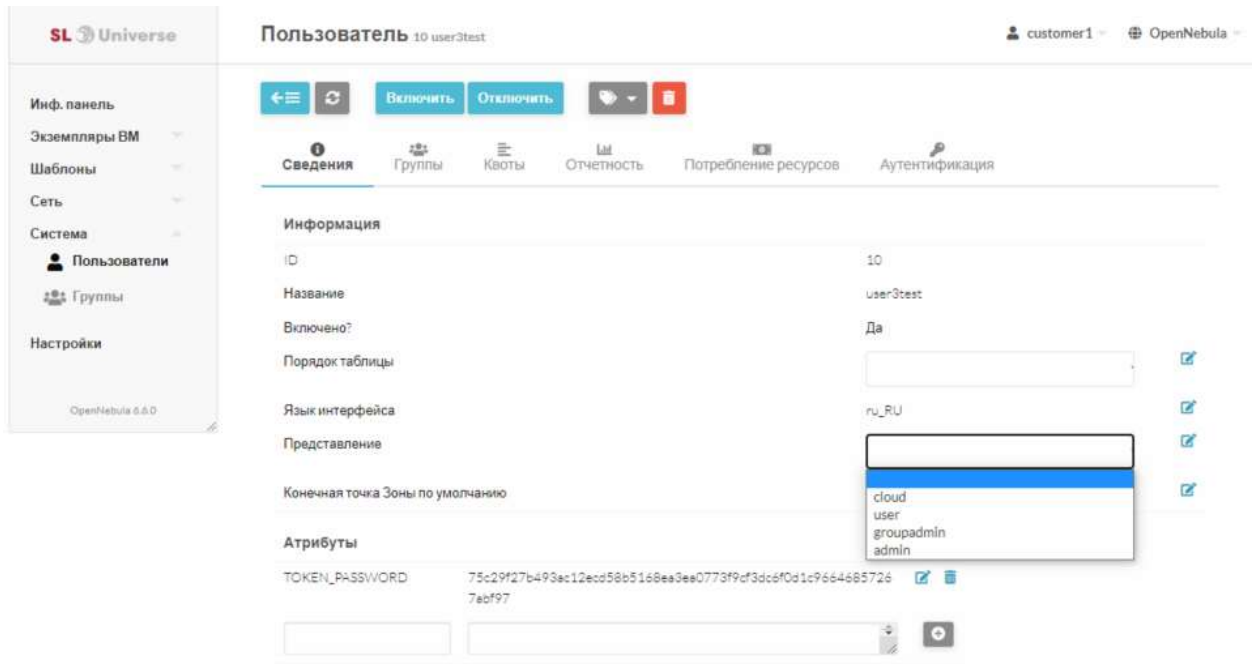 SL Universe
Пользователь 10 user3test
customer1
OpenNebula
Инф. панель
Экземпляры ВМ
Шаблоны
Сеть
Система
Пользователи
Группы
Настройки
OpenNebula 6.6.0
Включить
Отключить
Сведения
Группы
Квоты
Отчетность
Потребление ресурсов
Аутентификация
Информация
ID 10
Название user3test
Включено? Да
Порядок таблицы
Язык интерфейса ru_RU
Представление
Конечная точка Зоны по умолчанию
cloud
user
groupadmin
admin
Атрибуты
TOKEN_PASSWORD 75c29f27b493ac12ecd58b5168ea3ea0773f9cf3dc6f0d1c9664685726
7ebf97